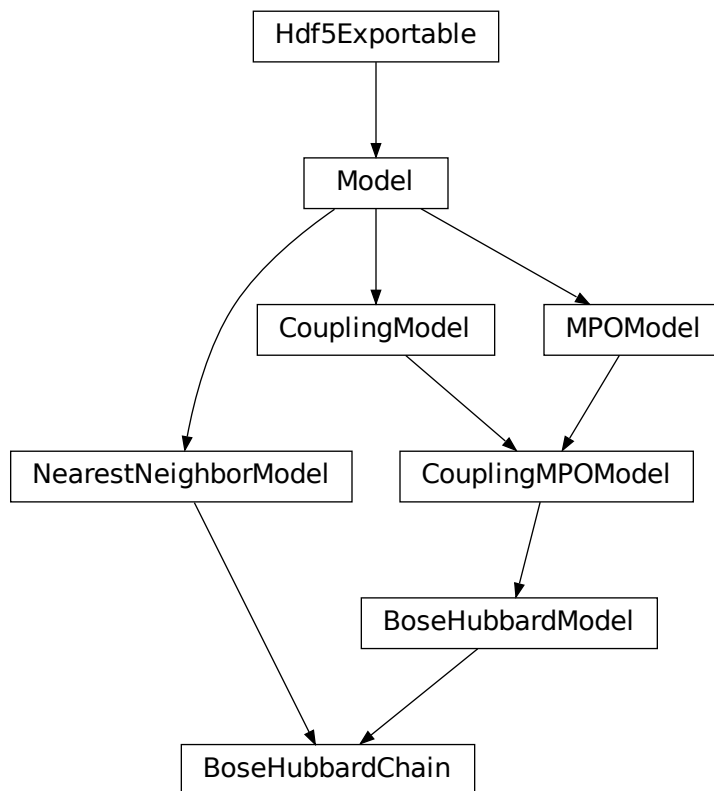 Hdf5Exportable
Model
CouplingModel
MPOModel
NearestNeighborModel
CouplingMPOModel
BoseHubbardModel
BoseHubbardChain